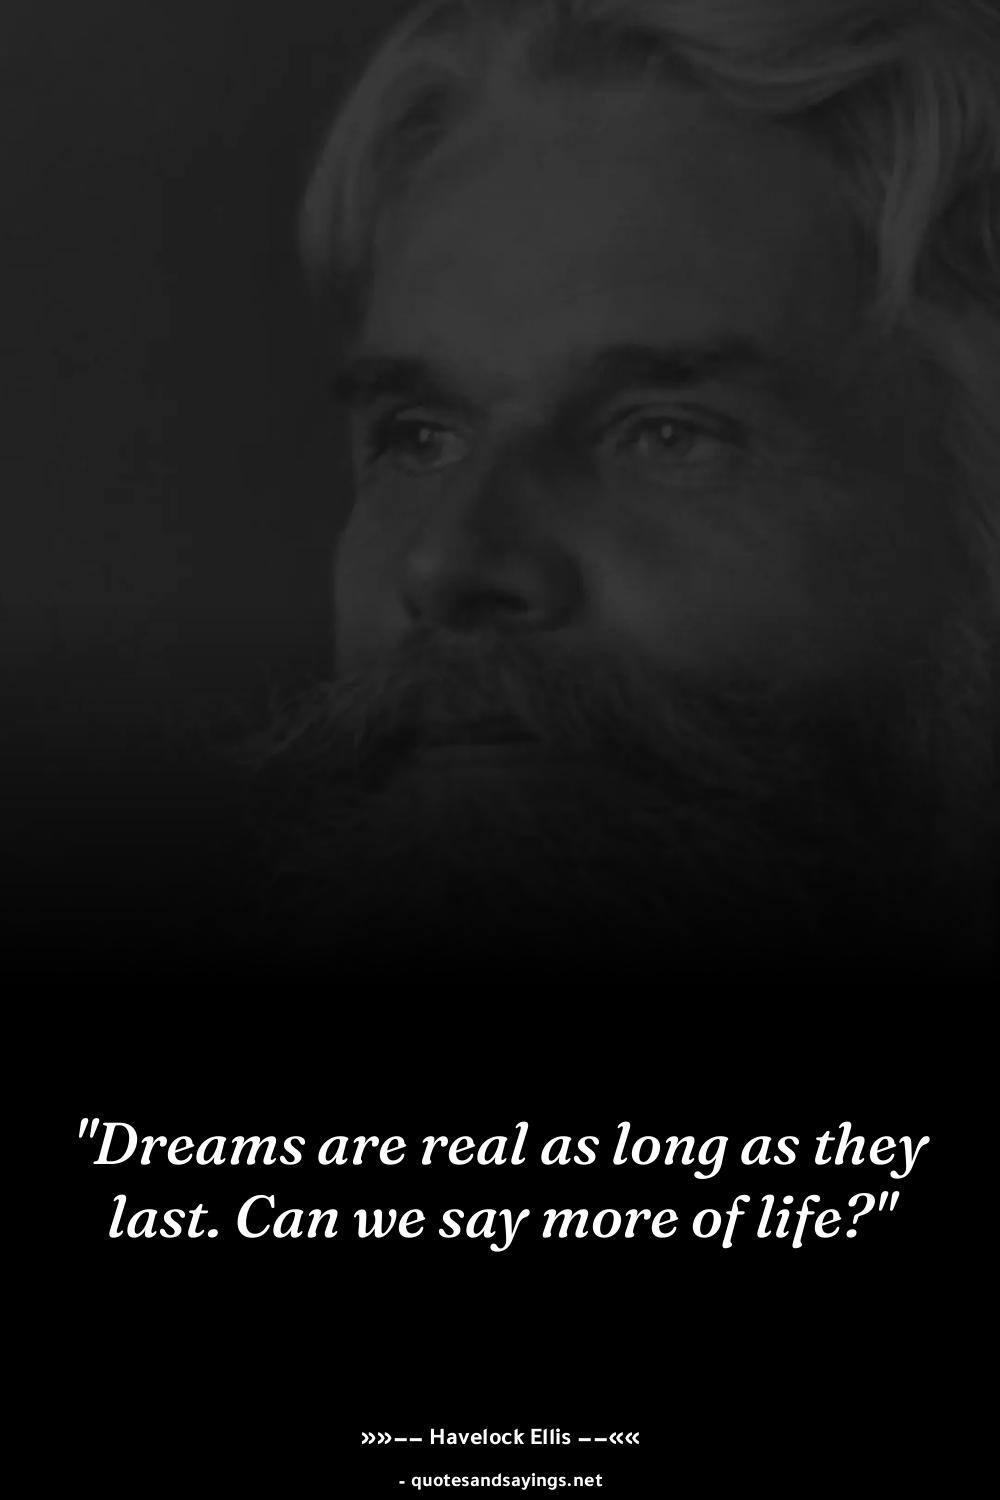 "Dreams are real as long as they
last. Can we say more of life?"
»»–– Havelock Ellis ––««
- quotesandsayings.net